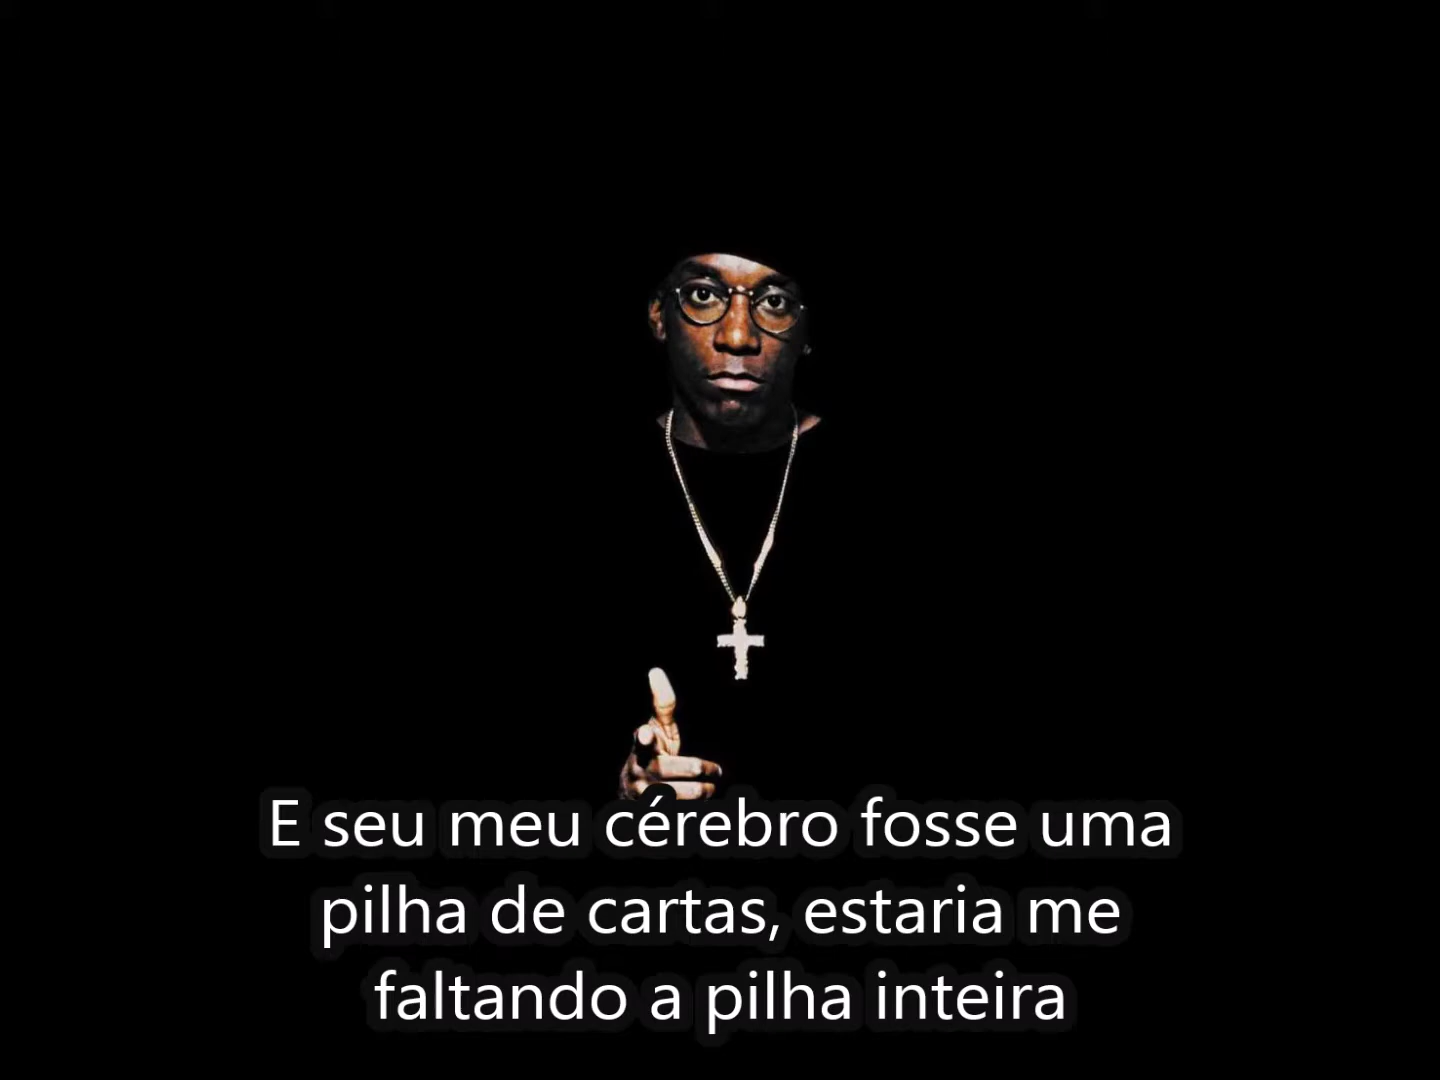 E seu meu cérebro fosse uma
pilha de cartas, estaria me
faltando a pilha inteira